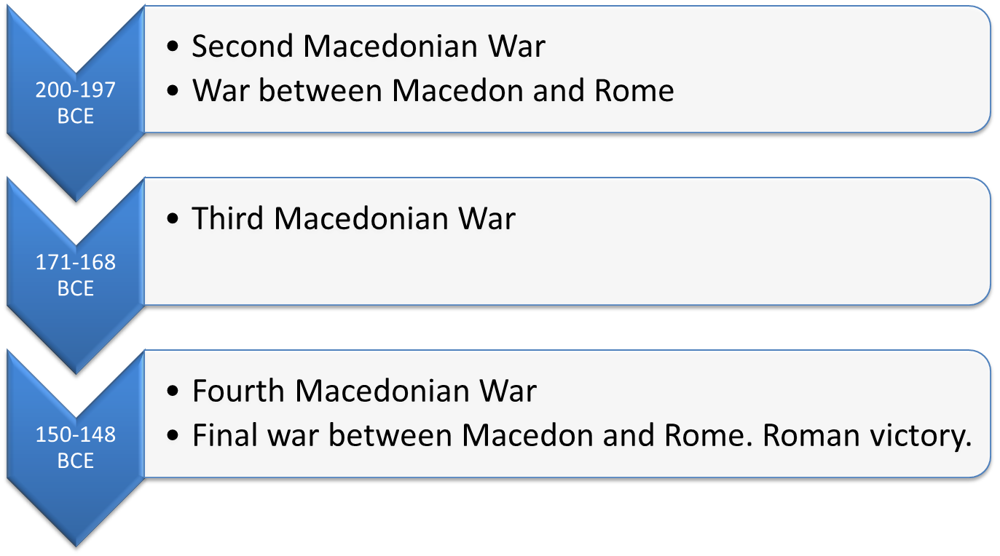 200-197
BCE
• Second Macedonian War
• War between Macedon and Rome
171-168
BCE
• Third Macedonian War
150-148
BCE
• Fourth Macedonian War
• Final war between Macedon and Rome. Roman victory.